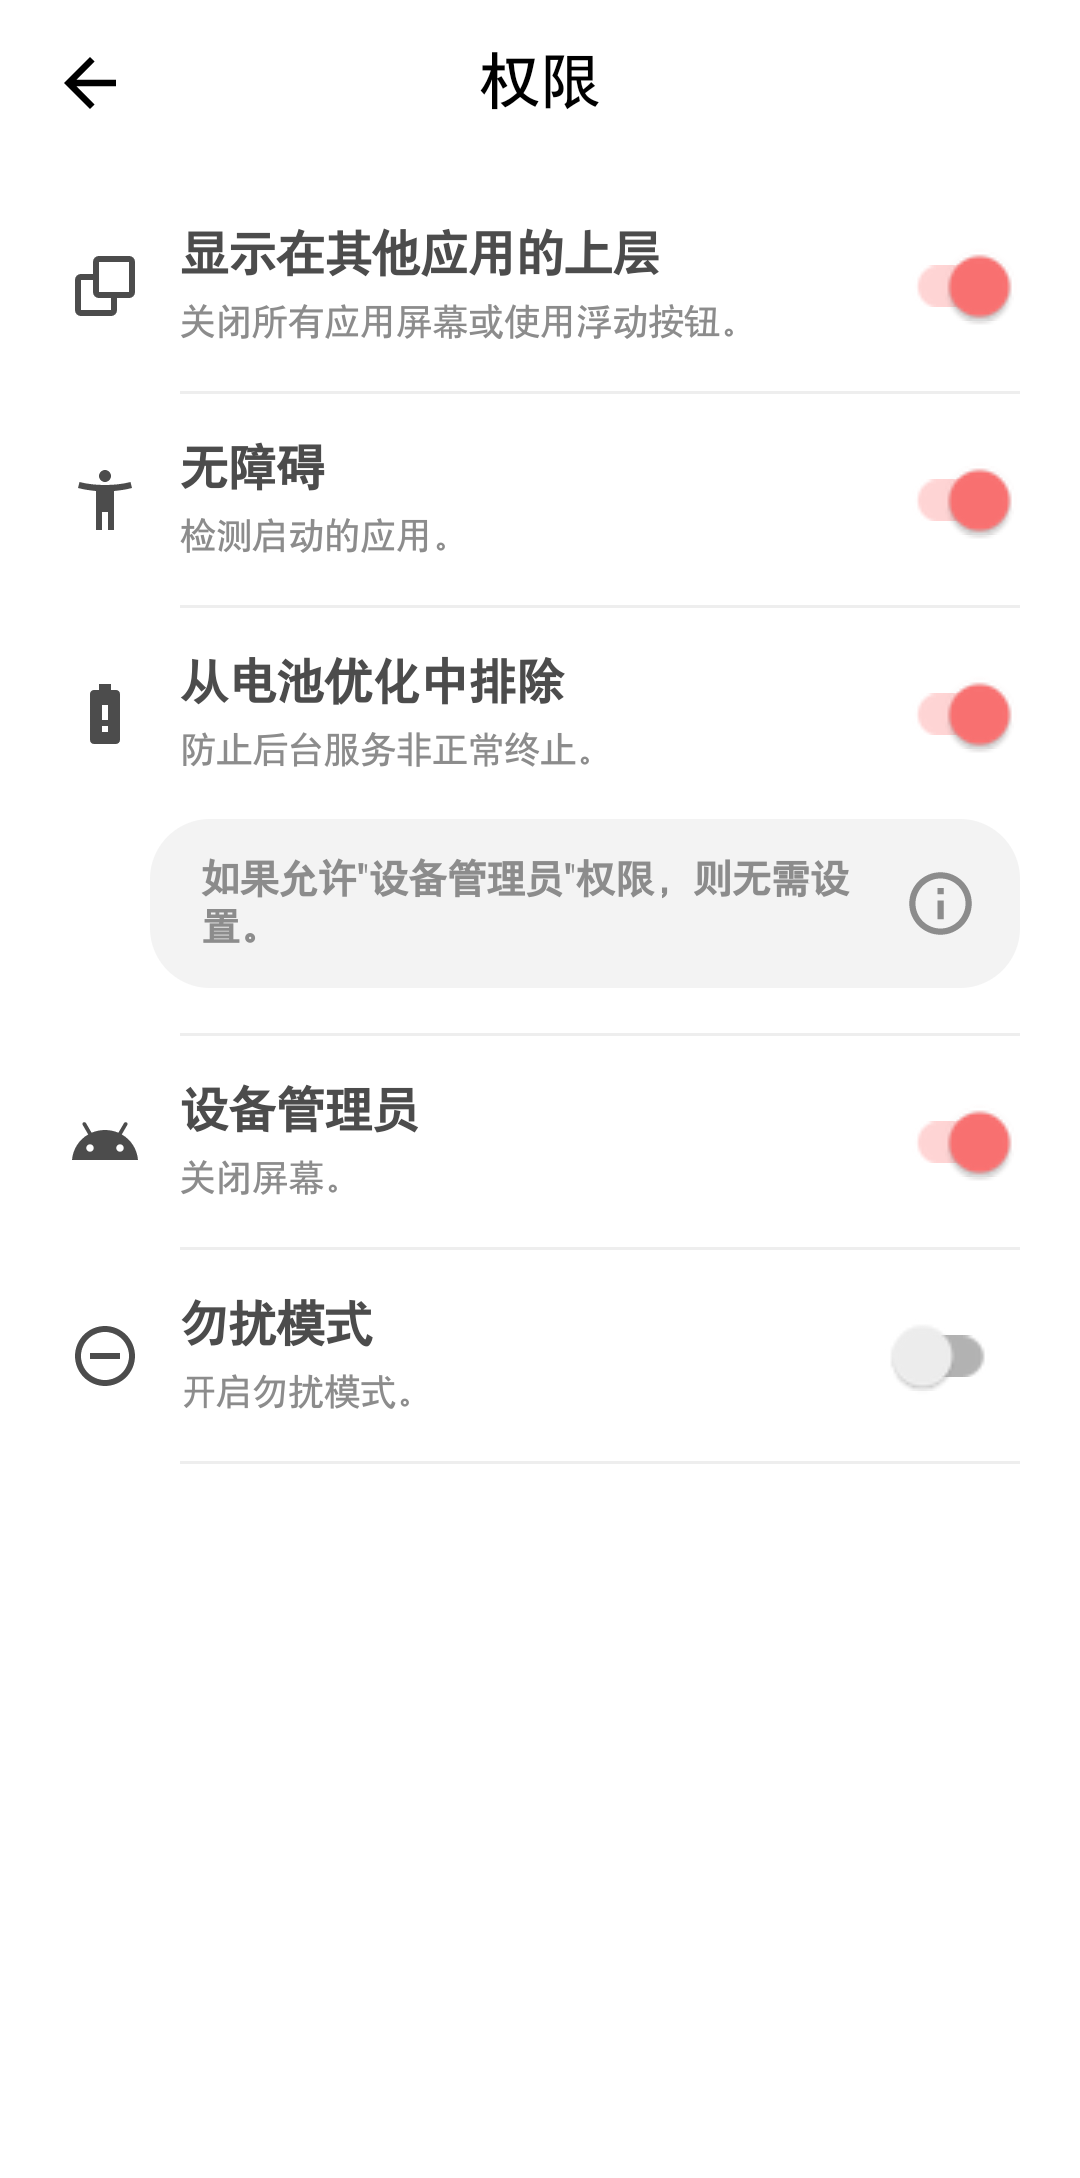 权限
显示在其他应用的上层
关闭所有应用屏幕或使用浮动按钮。
无障碍
检测启动的应用。
从电池优化中排除
防止后台服务非正常终止。
如果允许"设备管理员"权限，则无需设
置。
设备管理员
关闭屏幕。
勿扰模式
开启勿扰模式。